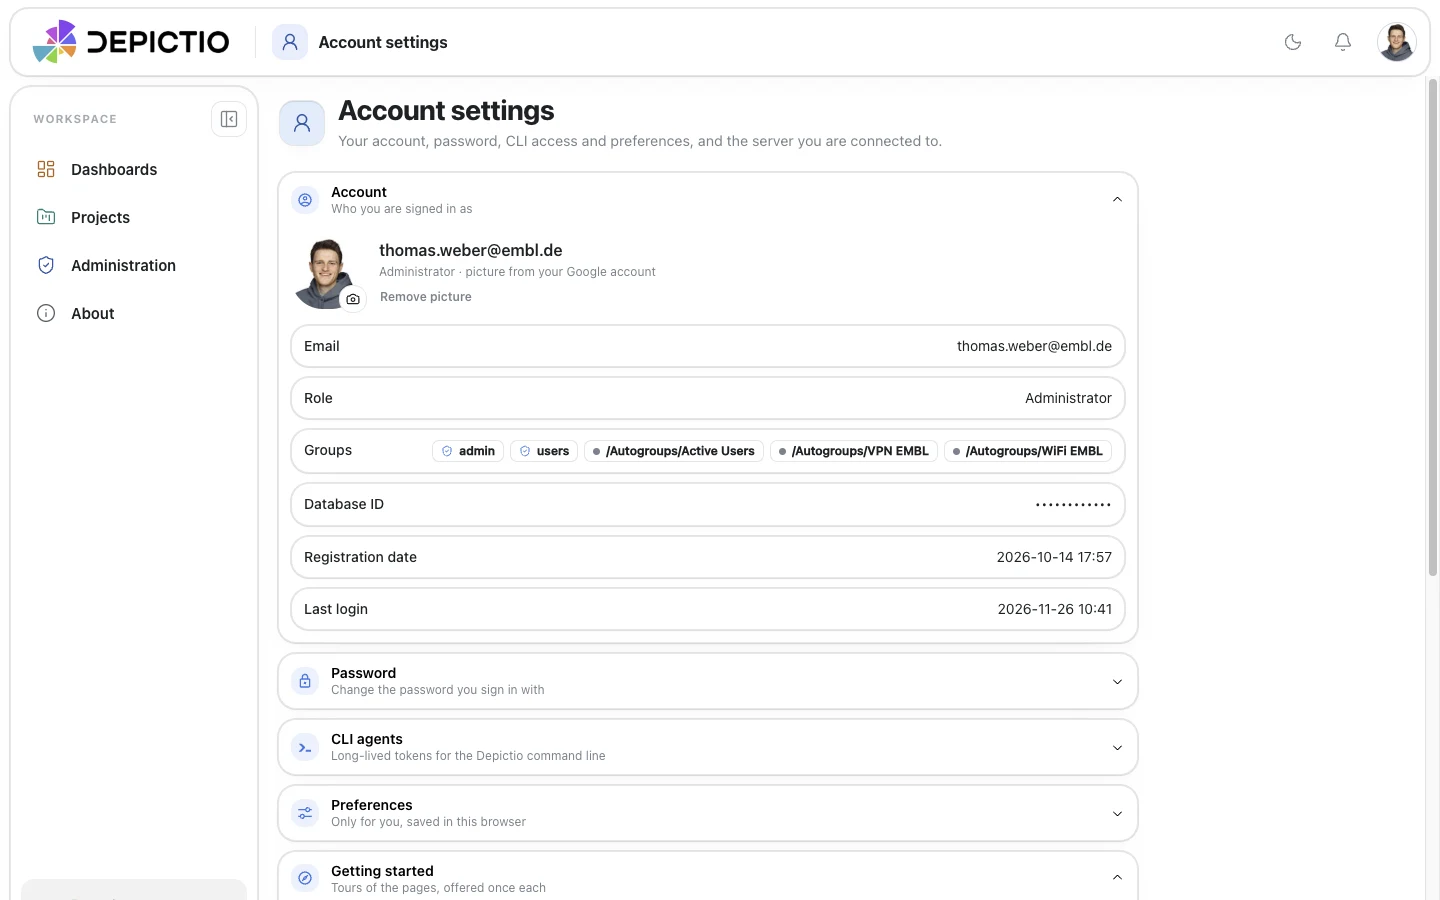 DEPICTIO
Account settings
WORKSPACE
Dashboards
Projects
Administration
About
Account settings
Your account, password, CLI access and preferences, and the server you are connected to.
Account
Who you are signed in as
thomas.weber@embl.de
Administrator · picture from your Google account
Remove picture
Email thomas.weber@embl.de
Role Administrator
Groups admin users /Autogroups/Active Users /Autogroups/VPN EMBL /Autogroups/WiFi EMBL
Database ID ••••••••••••
Registration date 2026-10-14 17:57
Last login 2026-11-26 10:41
Password
Change the password you sign in with
CLI agents
Long-lived tokens for the Depictio command line
Preferences
Only for you, saved in this browser
Getting started
Tours of the pages, offered once each